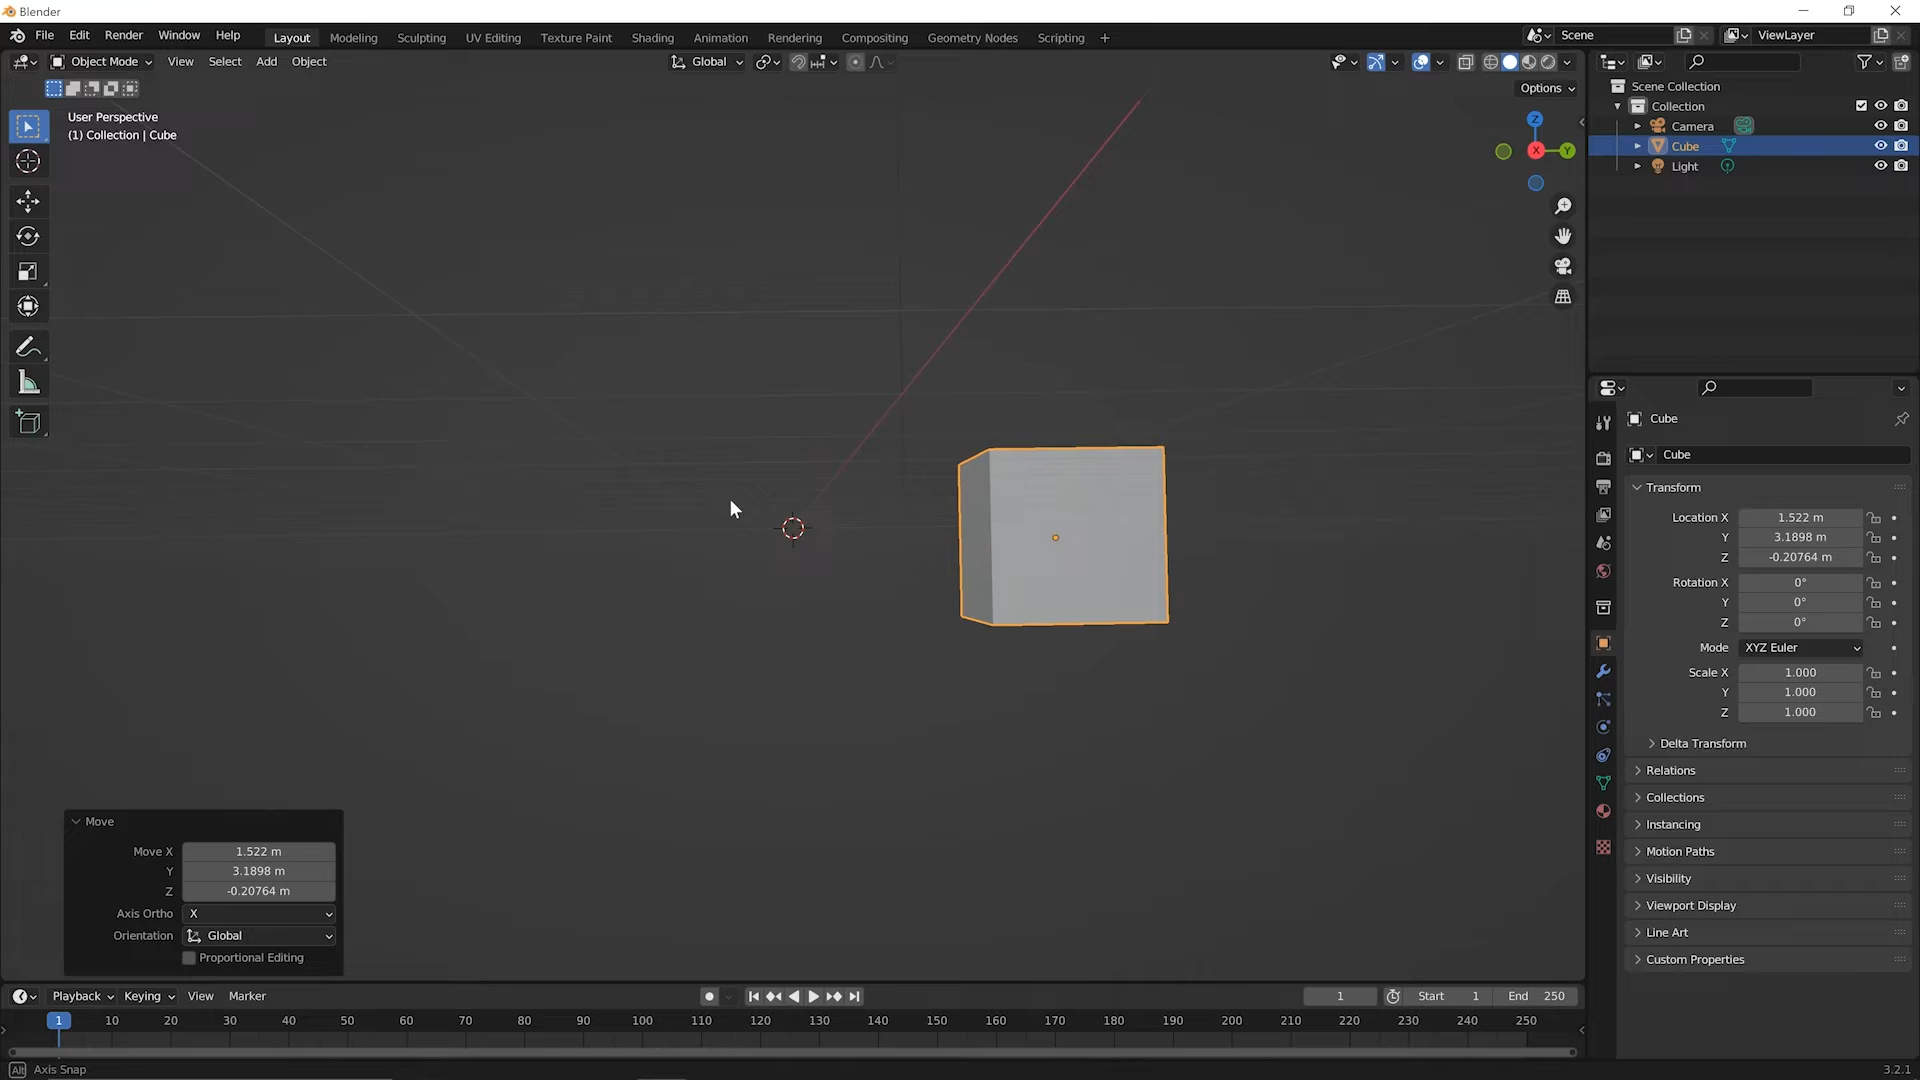 Blender
File Edit Render Window Help Layout Modeling Sculpting UV Editing Texture Paint Shading Animation Rendering Compositing Geometry Nodes Scripting + Scene ViewLayer
Object Mode View Select Add Object Global
Options
User Perspective
(1) Collection | Cube
Z
X Y
Scene Collection
Collection
Camera
Cube
Light
Cube
Cube
Transform
Location X 1.522 m
Y 3.1898 m
Z -0.20764 m
Rotation X 0°
Y 0°
Z 0°
Mode XYZ Euler
Scale X 1.000
Y 1.000
Z 1.000
Delta Transform
Relations
Collections
Instancing
Motion Paths
Visibility
Viewport Display
Line Art
Custom Properties
Move
Move X 1.522 m
Y 3.1898 m
Z -0.20764 m
Axis Ortho X
Orientation Global
Proportional Editing
Playback Keying View Marker 1 Start 1 End 250
1 10 20 30 40 50 60 70 80 90 100 110 120 130 140 150 160 170 180 190 200 210 220 230 240 250
Alt Axis Snap 3.2.1